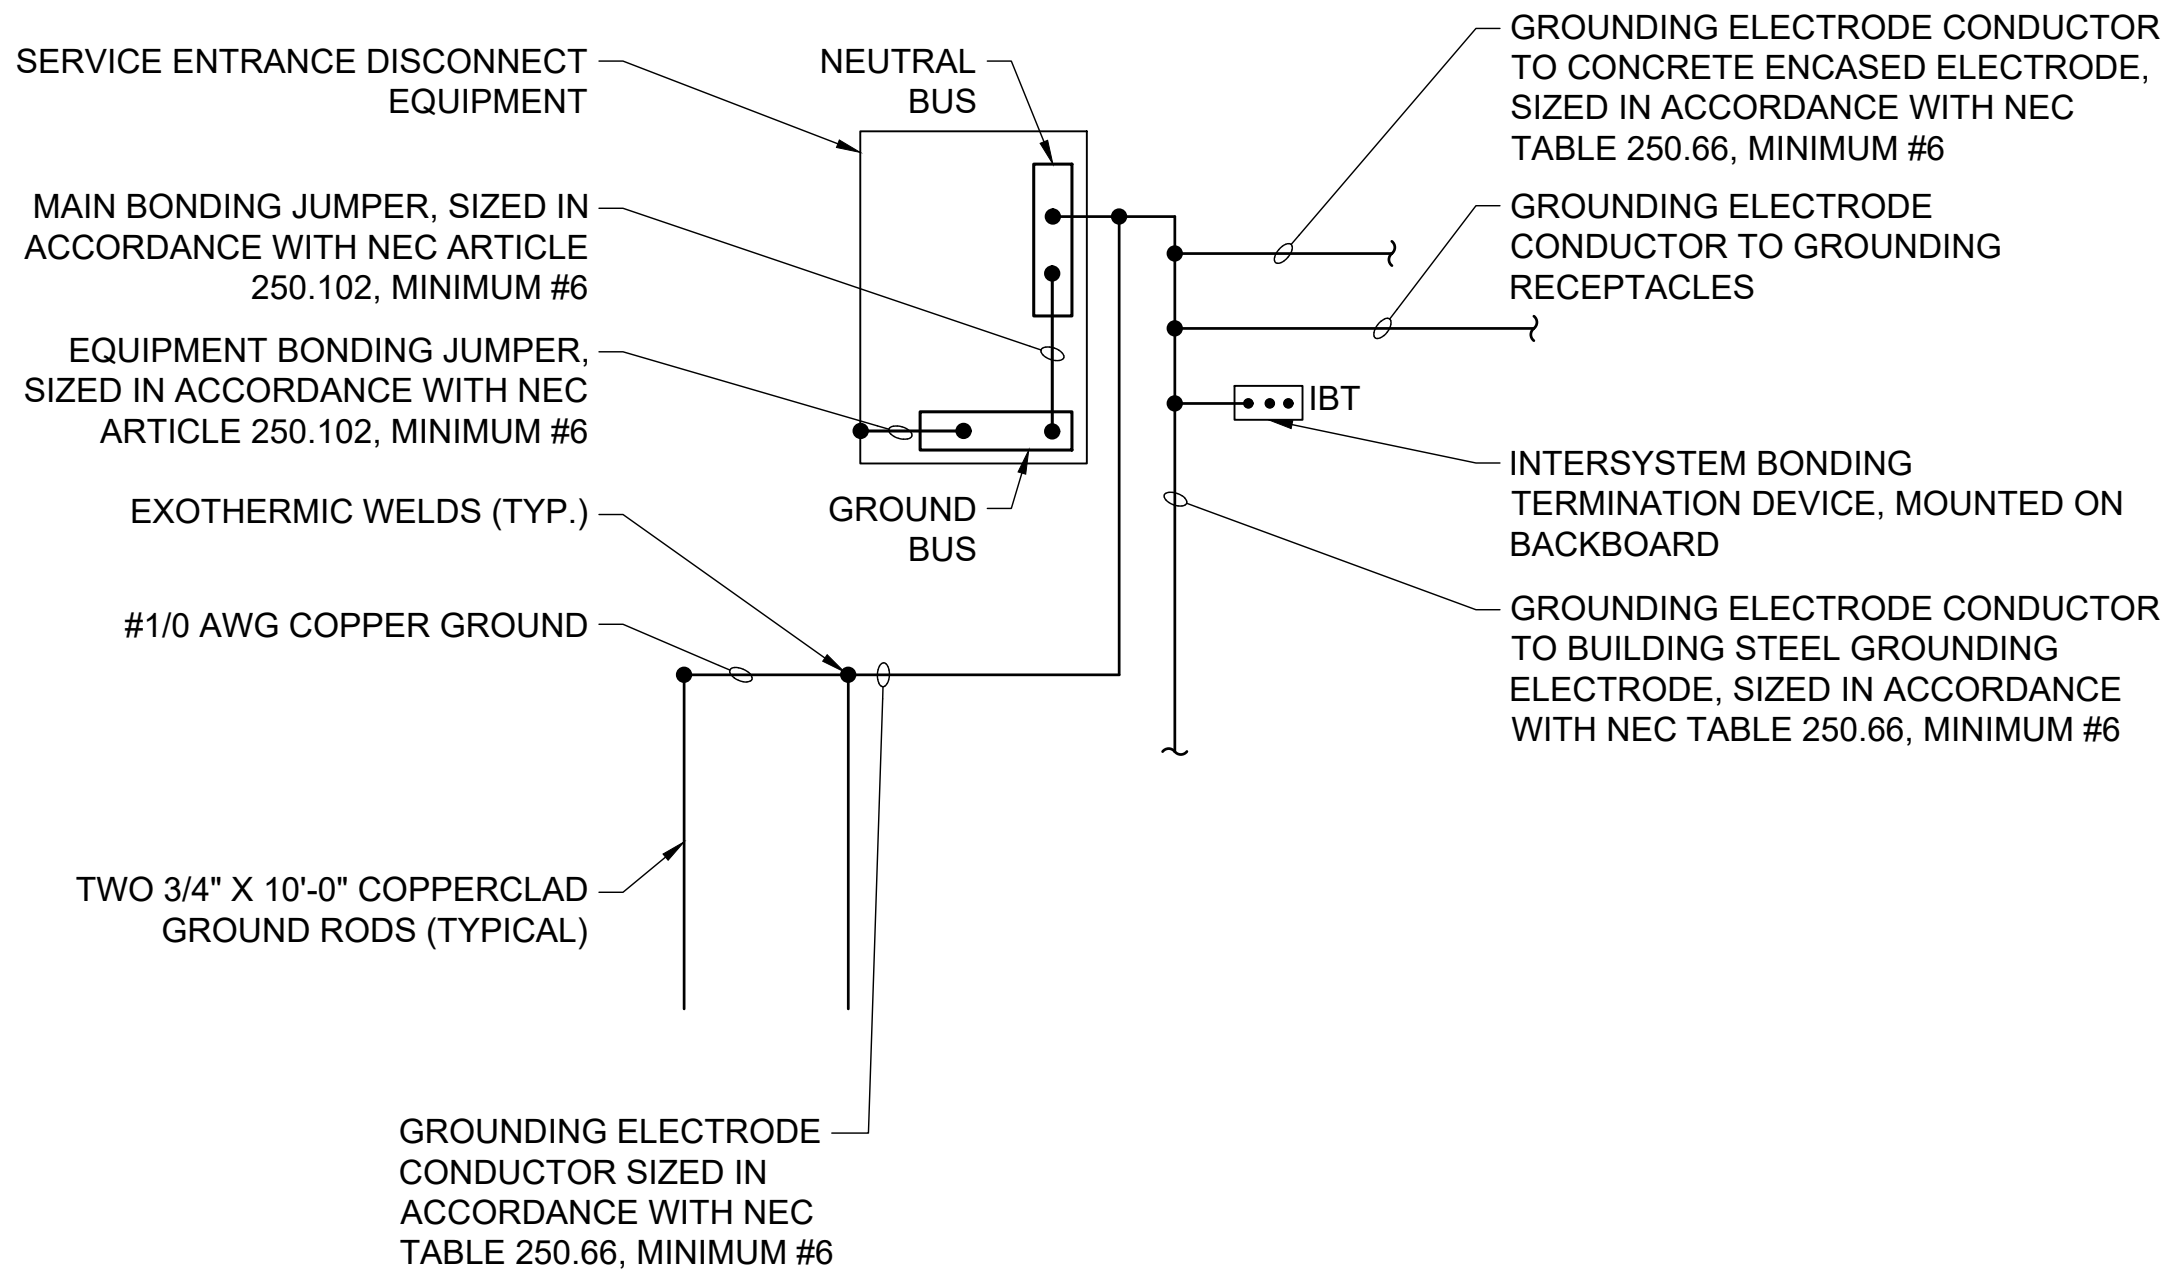 SERVICE ENTRANCE DISCONNECT
EQUIPMENT
NEUTRAL
BUS
GROUNDING ELECTRODE CONDUCTOR
TO CONCRETE ENCASED ELECTRODE,
SIZED IN ACCORDANCE WITH NEC
TABLE 250.66, MINIMUM #6
MAIN BONDING JUMPER, SIZED IN
ACCORDANCE WITH NEC ARTICLE
250.102, MINIMUM #6
GROUNDING ELECTRODE
CONDUCTOR TO GROUNDING
RECEPTACLES
EQUIPMENT BONDING JUMPER,
SIZED IN ACCORDANCE WITH NEC
ARTICLE 250.102, MINIMUM #6
IBT
INTERSYSTEM BONDING
TERMINATION DEVICE, MOUNTED ON
BACKBOARD
EXOTHERMIC WELDS (TYP.)
GROUND
BUS
#1/0 AWG COPPER GROUND
GROUNDING ELECTRODE CONDUCTOR
TO BUILDING STEEL GROUNDING
ELECTRODE, SIZED IN ACCORDANCE
WITH NEC TABLE 250.66, MINIMUM #6
TWO 3/4" X 10'-0" COPPERCLAD
GROUND RODS (TYPICAL)
GROUNDING ELECTRODE
CONDUCTOR SIZED IN
ACCORDANCE WITH NEC
TABLE 250.66, MINIMUM #6